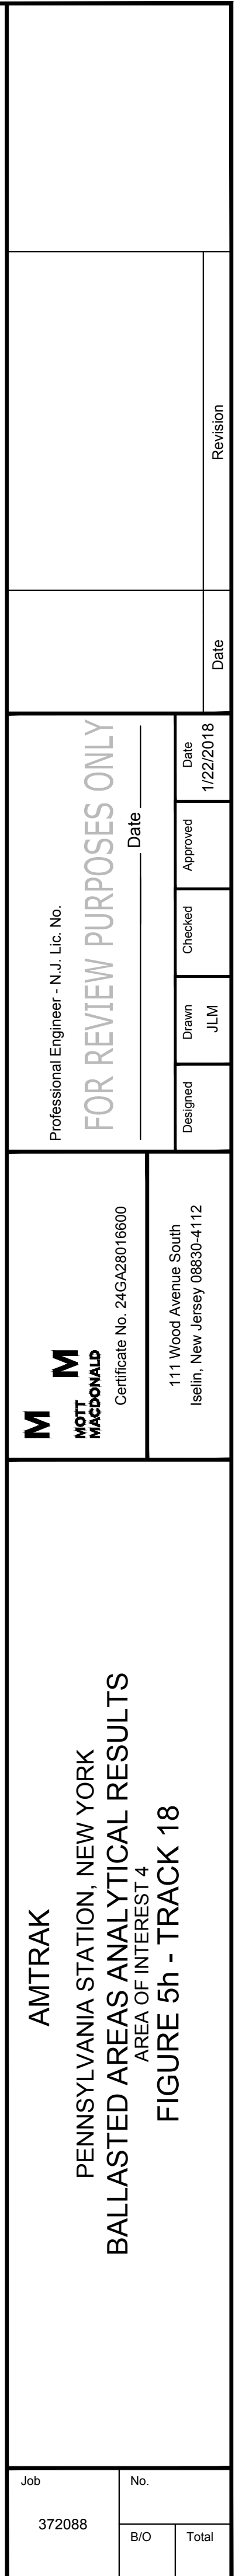 Revision
Date
Professional Engineer - N.J. Lic. No.
FOR REVIEW PURPOSES ONLY
Date
Designed
Drawn
JLM
Checked
Approved
Date
1/22/2018
M M
MOTT
MACDONALD
Certificate No. 24GA28016600
111 Wood Avenue South
Iselin, New Jersey 08830-4112
AMTRAK
PENNSYLVANIA STATION, NEW YORK
BALLASTED AREAS ANALYTICAL RESULTS
AREA OF INTEREST 4
FIGURE 5h - TRACK 18
Job
372088
No.
B/O
Total